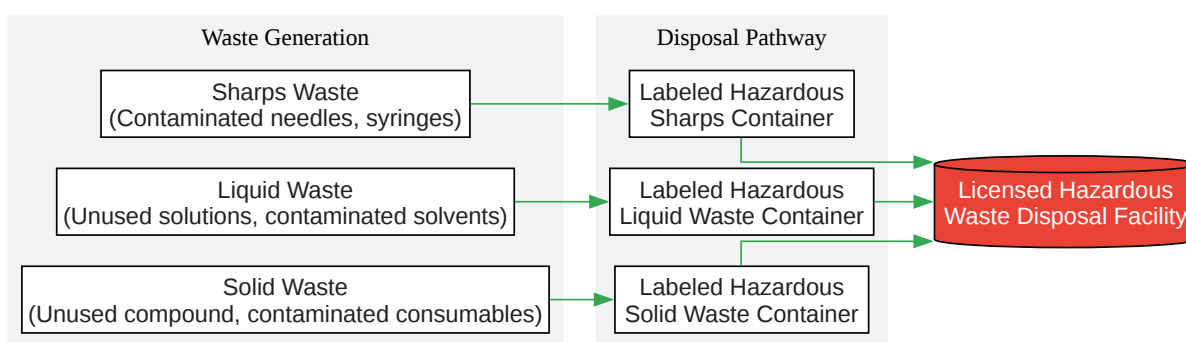 Waste Generation
Disposal Pathway
Sharps Waste
(Contaminated needles, syringes)
Labeled Hazardous
Sharps Container
Liquid Waste
(Unused solutions, contaminated solvents)
Labeled Hazardous
Liquid Waste Container
Licensed Hazardous
Waste Disposal Facility
Solid Waste
(Unused compound, contaminated consumables)
Labeled Hazardous
Solid Waste Container